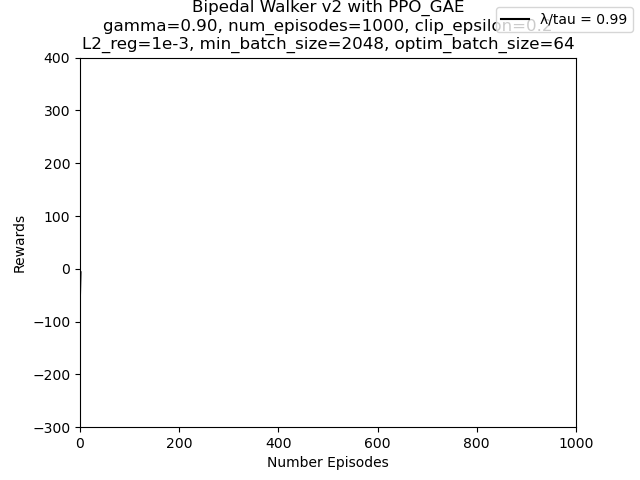 Bipedal Walker v2 with PPO_GAE
gamma=0.90, num_episodes=1000, clip_epsilon=0.2
L2_reg=1e-3, min_batch_size=2048, optim_batch_size=64
λ/tau = 0.99
400
300
200
100
0
−100
−200
−300
Rewards
0
200
400
600
800
1000
Number Episodes